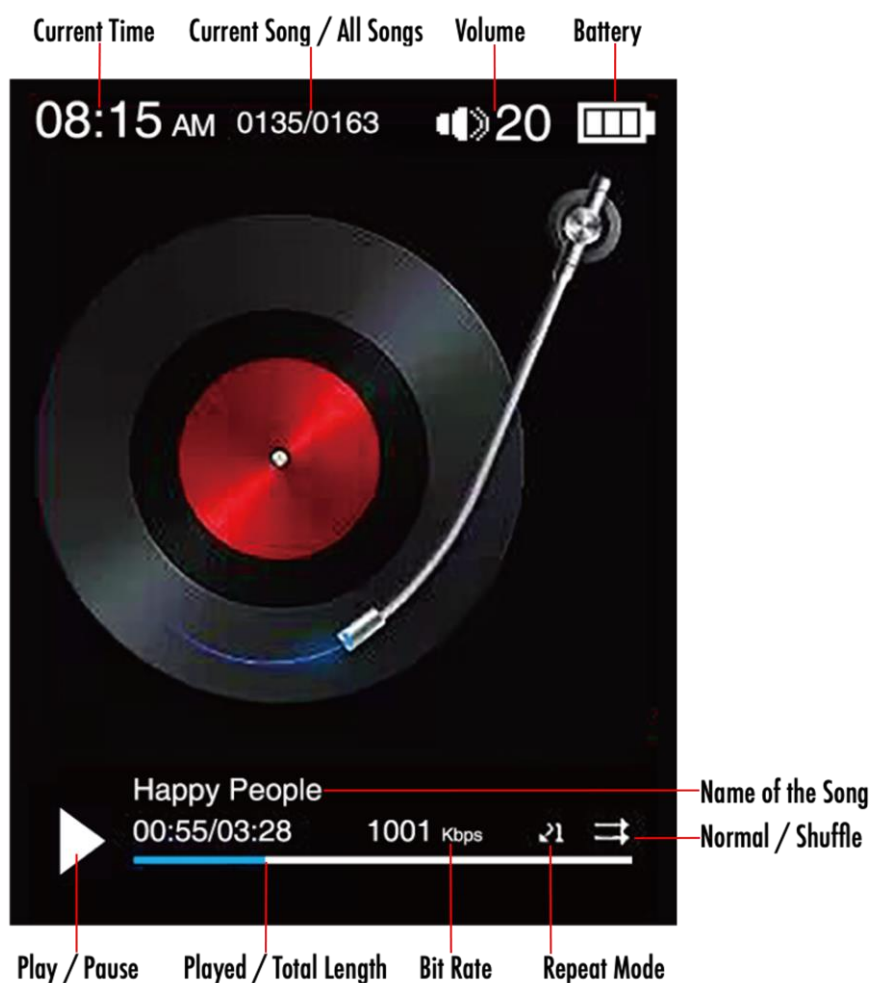 Current Time Current Song / All Songs Volume Battery
08:15 AM 0135/0163 20
Happy People
Name of the Song
00:55/03:28 1001 Kbps
Normal / Shuffle
Play / Pause Played / Total Length Bit Rate Repeat Mode